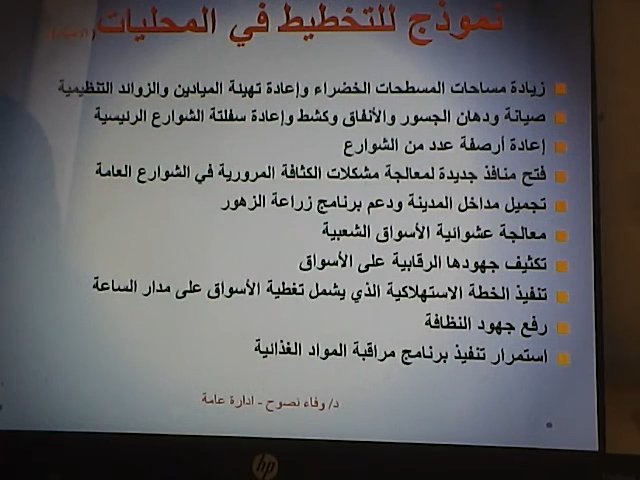 نموذج للتخطيط في المحليات
زيادة مساحات المسطحات الخضراء وإعادة تهيئة الميادين والزوائد التنظيمية
صيانة ودهان الجسور والأنفاق وكشط وإعادة سفلتة الشوارع الرئيسية
إعادة أرصفة عدد من الشوارع
فتح منافذ جديدة لمعالجة مشكلات الكثافة المرورية في الشوارع العامة
تجميل مداخل المدينة ودعم برنامج زراعة الزهور
معالجة عشوائية الأسواق الشعبية
تكثيف جهودها الرقابية على الأسواق
تنفيذ الخطة الاستهلاكية الذي يشمل تغطية الأسواق على مدار الساعة
رفع جهود النظافة
استمرار تنفيذ برنامج مراقبة المواد الغذائية
د/ وفاء نصوح - ادارة عامة
hp